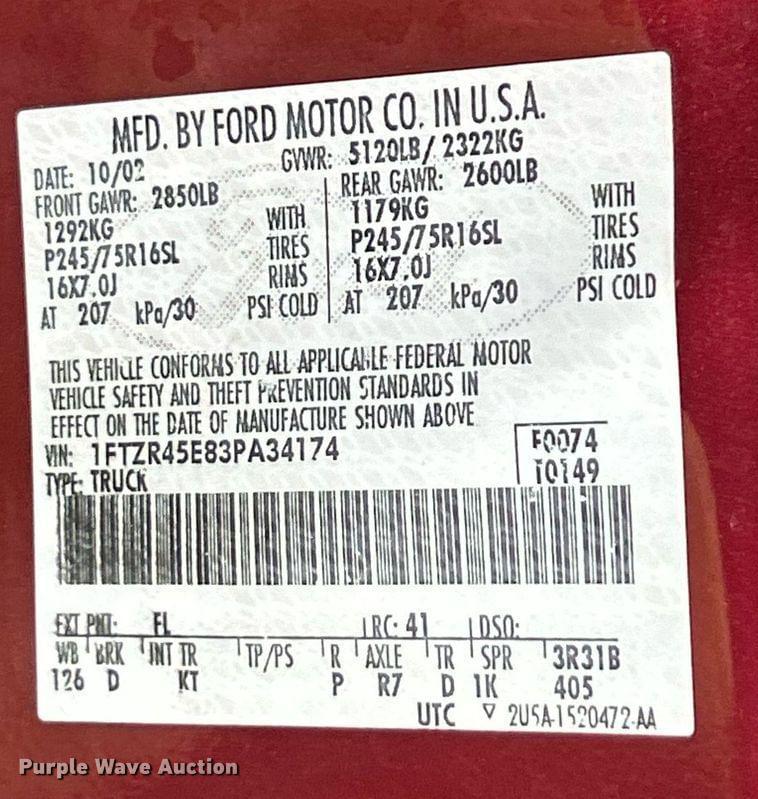 MFD. BY FORD MOTOR CO. IN U.S.A.
DATE: 10/02 GVWR: 5120LB/ 2322KG
FRONT GAWR: 2850LB REAR GAWR: 2600LB
1292KG WITH 1179KG WITH
P245/75R16SL TIRES P245/75R16SL TIRES
16X7.0J RIMS 16X7.0J RIMS
AT 207 kPa/30 PSI COLD AT 207 kPa/30 PSI COLD
THIS VEHICLE CONFORMS TO ALL APPLICABLE FEDERAL MOTOR
VEHICLE SAFETY AND THEFT PREVENTION STANDARDS IN
EFFECT ON THE DATE OF MANUFACTURE SHOWN ABOVE
VIN: 1FTZR45E83PA34174 F0074
TYPE: TRUCK T0149
EXT PNT: FL RC: 41 DSO:
WB BRK INT TR TP/PS R AXLE TR SPR 3R31B
126 D KT P R7 D 1K 405
UTC ▽ 2U5A-1520472-AA
Purple Wave Auction